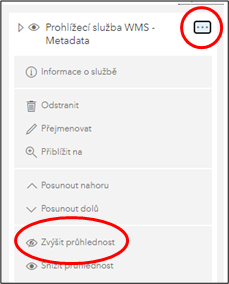 Prohlížecí služba WMS -
Metadata
Informace o službě
Odstranit
Přejmenovat
Přiblížit na
Posunout nahoru
Posunout dolů
Zvýšit průhlednost
Snížit průhlednost